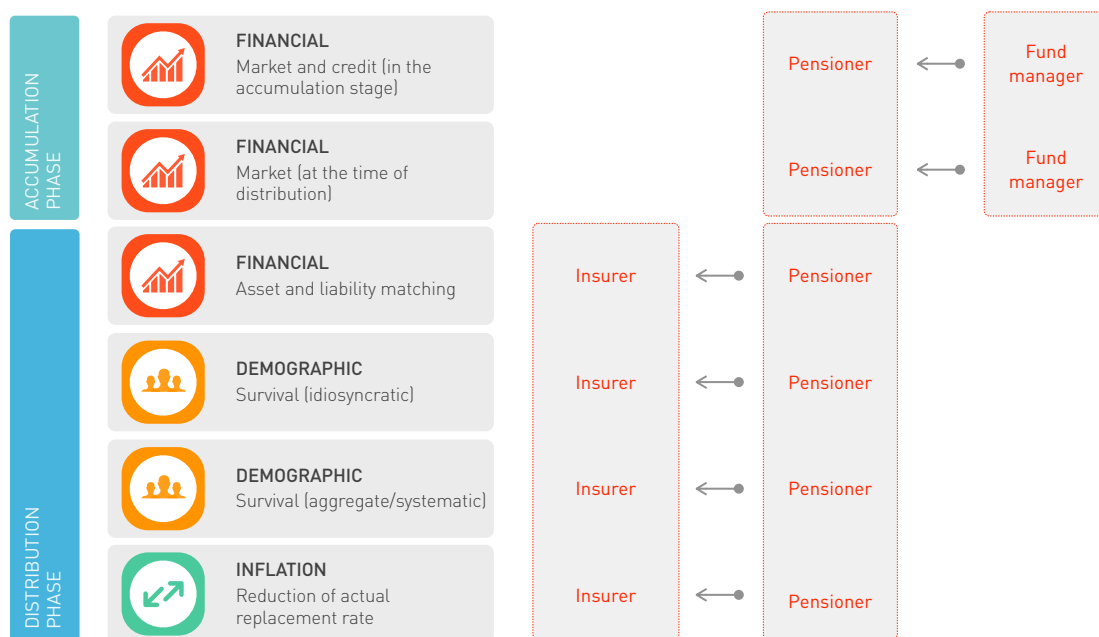 ACCUMULATION
PHASE
FINANCIAL
Market and credit (in the
accumulation stage)
Pensioner
Fund
manager
FINANCIAL
Market (at the time of
distribution)
Pensioner
Fund
manager
DISTRIBUTION
PHASE
FINANCIAL
Asset and liability matching
Insurer
Pensioner
DEMOGRAPHIC
Survival (idiosyncratic)
Insurer
Pensioner
DEMOGRAPHIC
Survival (aggregate/systematic)
Insurer
Pensioner
INFLATION
Reduction of actual
replacement rate
Insurer
Pensioner